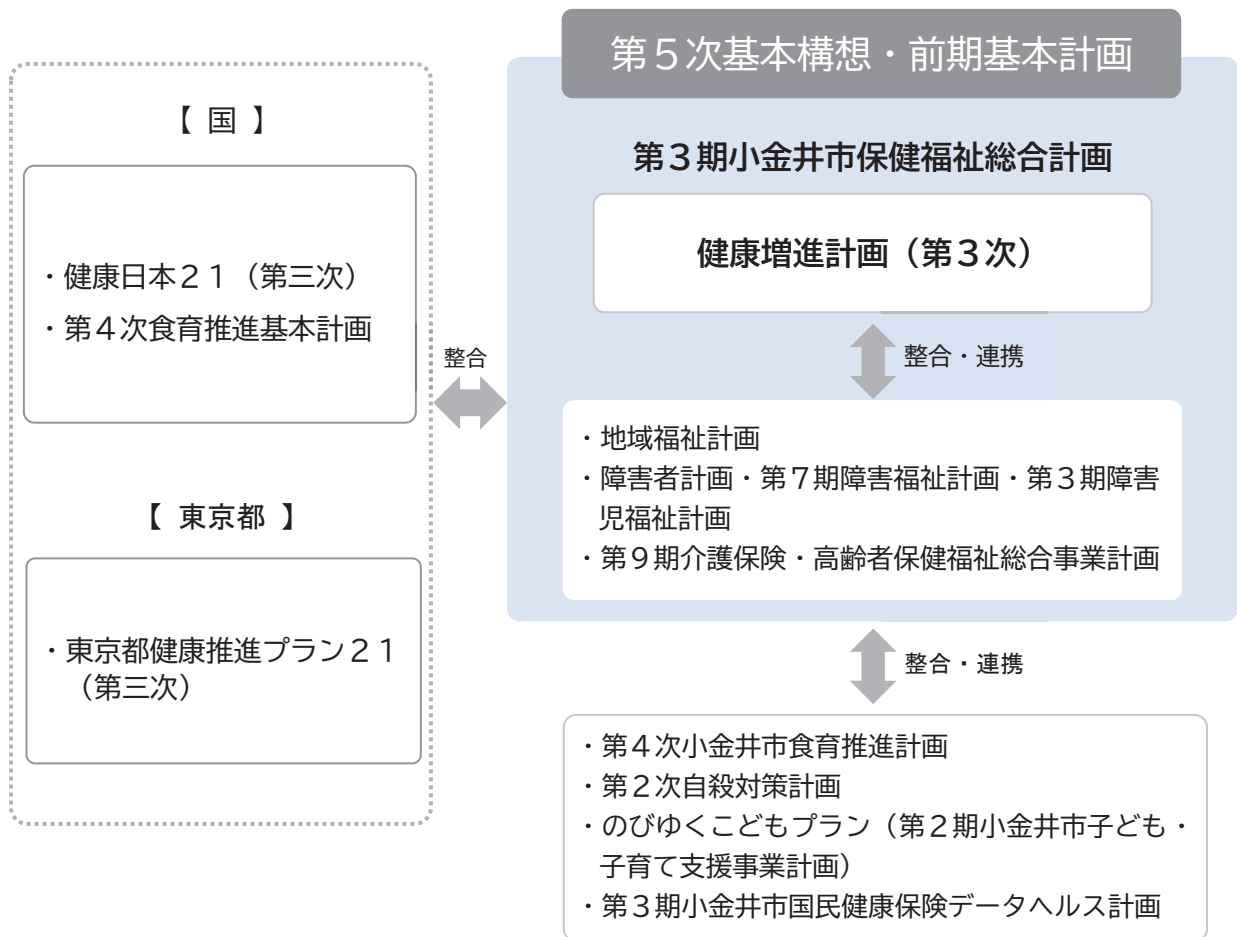 第５次基本構想・前期基本計画
【 国 】
・健康日本２１（第三次）
・第４次食育推進基本計画
【 東京都 】
・東京都健康推進プラン２１
（第三次）
整合
第３期小金井市保健福祉総合計画
健康増進計画（第３次）
整合・連携
・地域福祉計画
・障害者計画・第７期障害福祉計画・第３期障害
児福祉計画
・第９期介護保険・高齢者保健福祉総合事業計画
整合・連携
・第４次小金井市食育推進計画
・第２次自殺対策計画
・のびゆくこどもプラン（第２期小金井市子ども・
子育て支援事業計画）
・第３期小金井市国民健康保険データヘルス計画